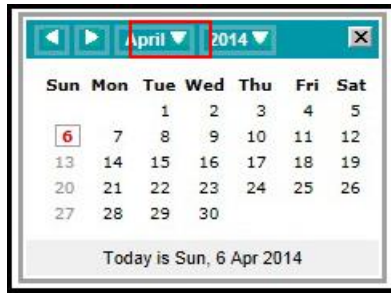 April 2014
Sun Mon Tue Wed Thu Fri Sat
1 2 3 4 5
6 7 8 9 10 11 12
13 14 15 16 17 18 19
20 21 22 23 24 25 26
27 28 29 30
Today is Sun, 6 Apr 2014